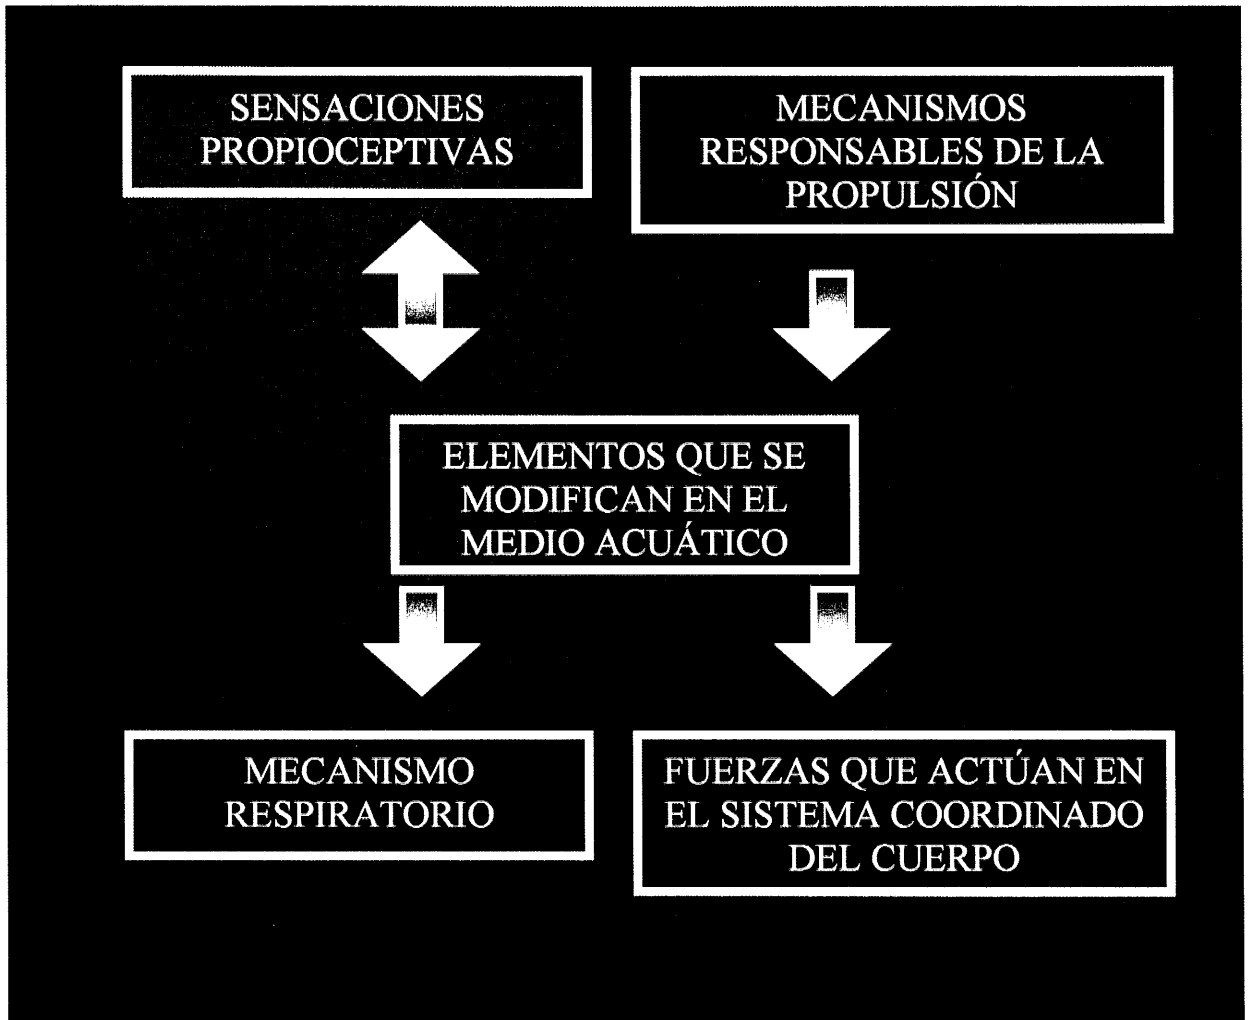 SENSACIONES
PROPIOCEPTIVAS
MECANISMOS
RESPONSABLES DE LA
PROPULSIÓN
ELEMENTOS QUE SE
MODIFICAN EN EL
MEDIO ACUÁTICO
MECANISMO
RESPIRATORIO
FUERZAS QUE ACTÚAN EN
EL SISTEMA COORDINADO
DEL CUERPO